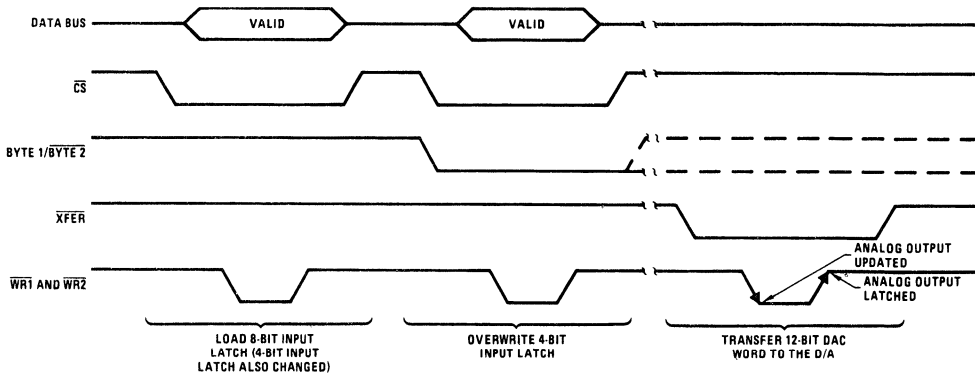 DATA BUS
VALID
VALID
CS
BYTE 1/BYTE 2
XFER
ANALOG OUTPUT
UPDATED
WR1 AND WR2
ANALOG OUTPUT
LATCHED
LOAD 8-BIT INPUT
LATCH (4-BIT INPUT
LATCH ALSO CHANGED)
OVERWRITE 4-BIT
INPUT LATCH
TRANSFER 12-BIT DAC
WORD TO THE D/A